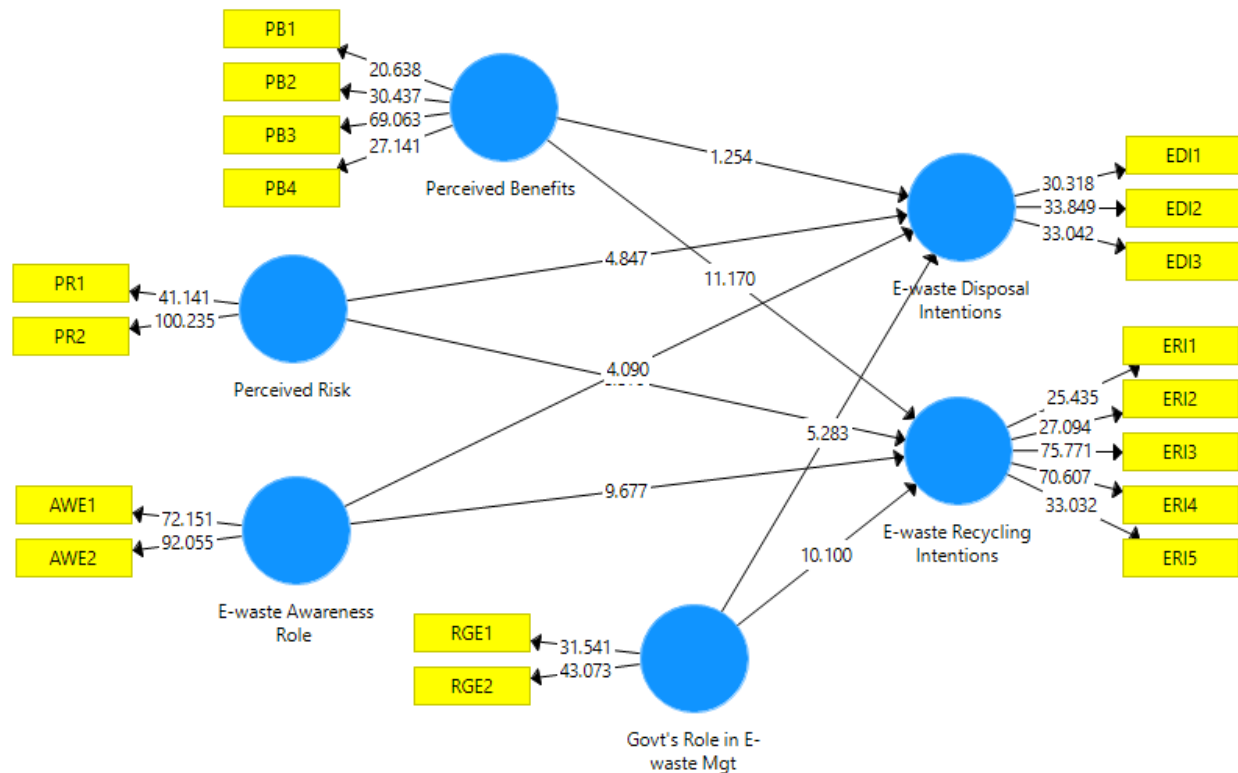 PB1
20.638
PB2
30.437
PB3
69.063
PB4
27.141
Perceived Benefits
1.254
EDI1
30.318
EDI2
33.849
EDI3
33.042
E-waste Disposal
Intentions
PR1
41.141
PR2
100.235
Perceived Risk
4.847
11.170
4.090
5.283
ERI1
25.435
ERI2
27.094
ERI3
75.771
ERI4
70.607
ERI5
33.032
E-waste Recycling
Intentions
AWE1
72.151
AWE2
92.055
E-waste Awareness
Role
9.677
10.100
RGE1
31.541
RGE2
43.073
Govt's Role in E-
waste Mgt